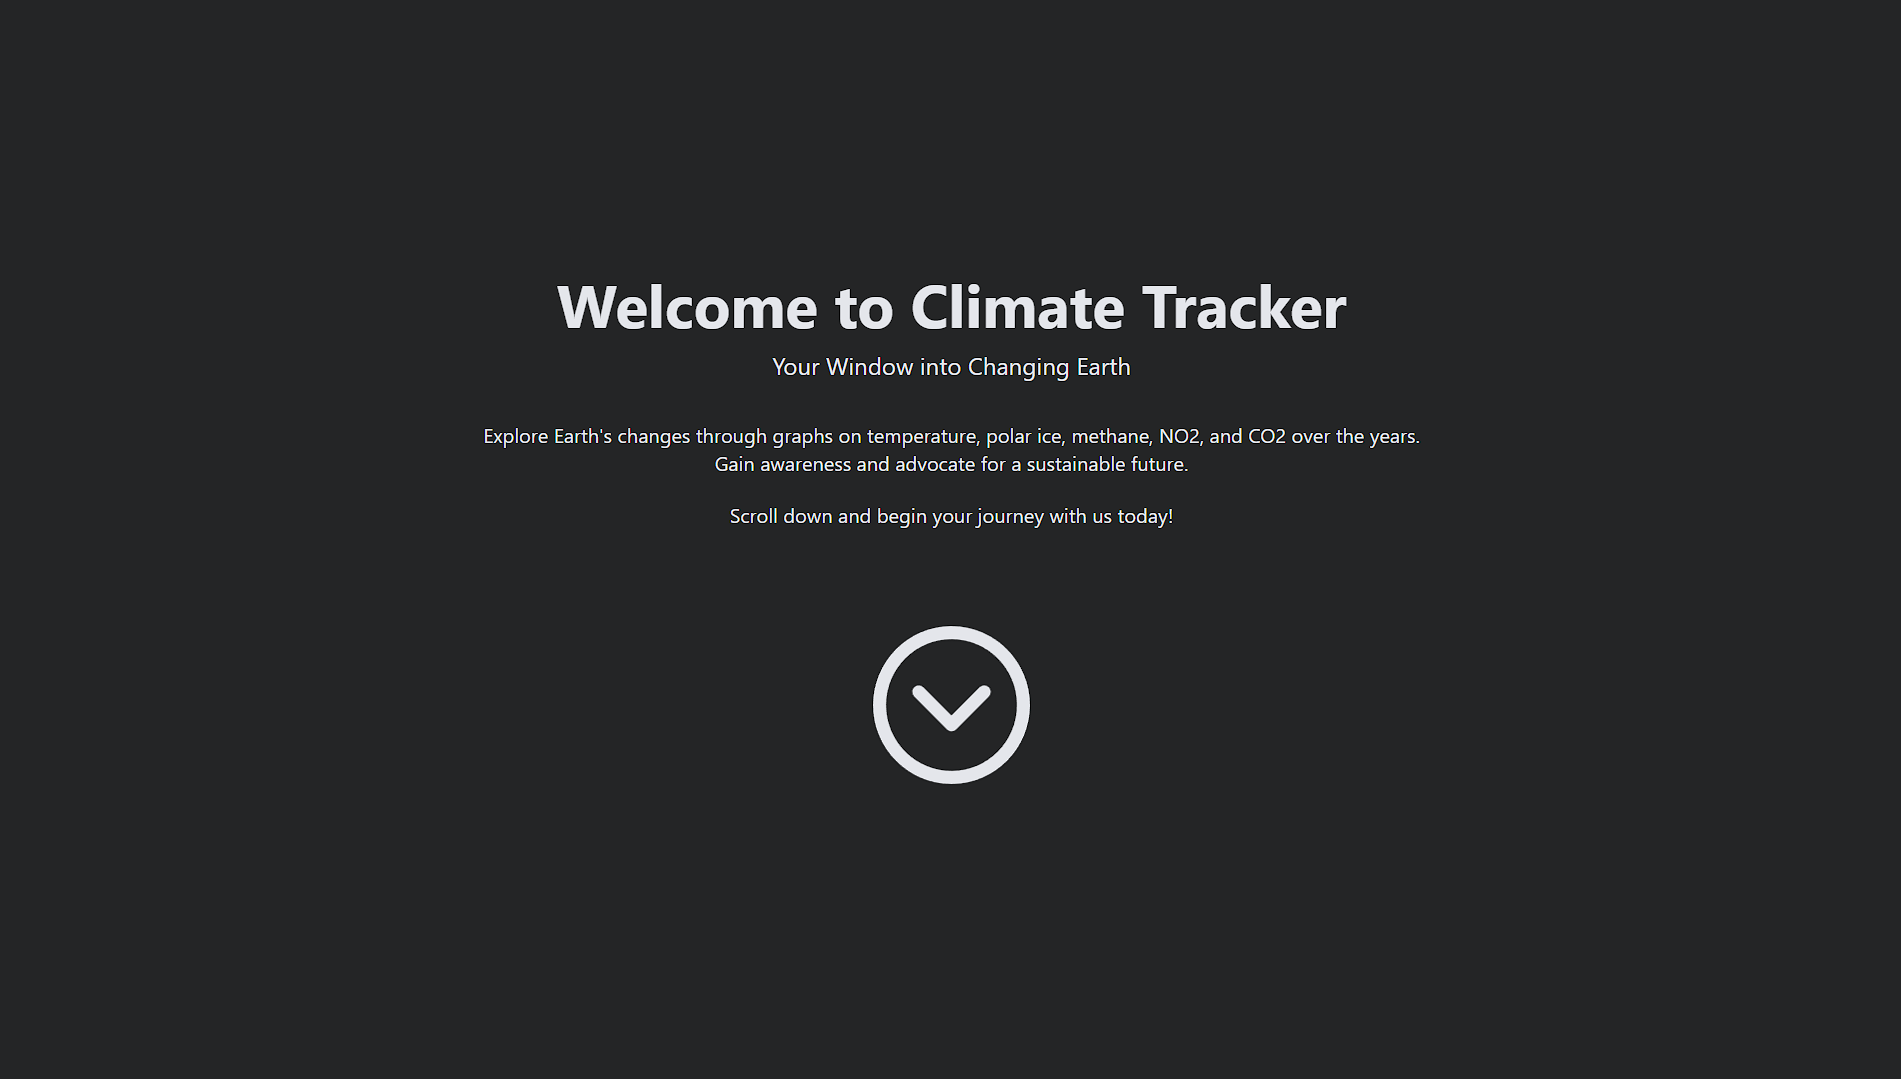 Welcome to Climate Tracker
Your Window into Changing Earth
Explore Earth's changes through graphs on temperature, polar ice, methane, NO2, and CO2 over the years.
Gain awareness and advocate for a sustainable future.
Scroll down and begin your journey with us today!